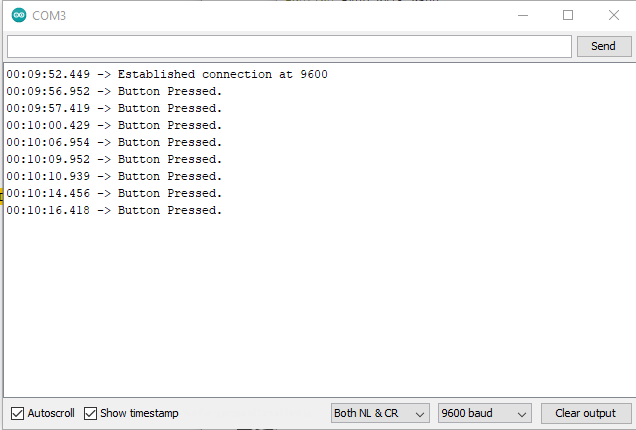 COM3
Send
00:09:52.449 -> Established connection at 9600
00:09:56.952 -> Button Pressed.
00:09:57.419 -> Button Pressed.
00:10:00.429 -> Button Pressed.
00:10:06.954 -> Button Pressed.
00:10:09.952 -> Button Pressed.
00:10:10.939 -> Button Pressed.
00:10:14.456 -> Button Pressed.
00:10:16.418 -> Button Pressed.
Autoscroll Show timestamp Both NL & CR 9600 baud Clear output